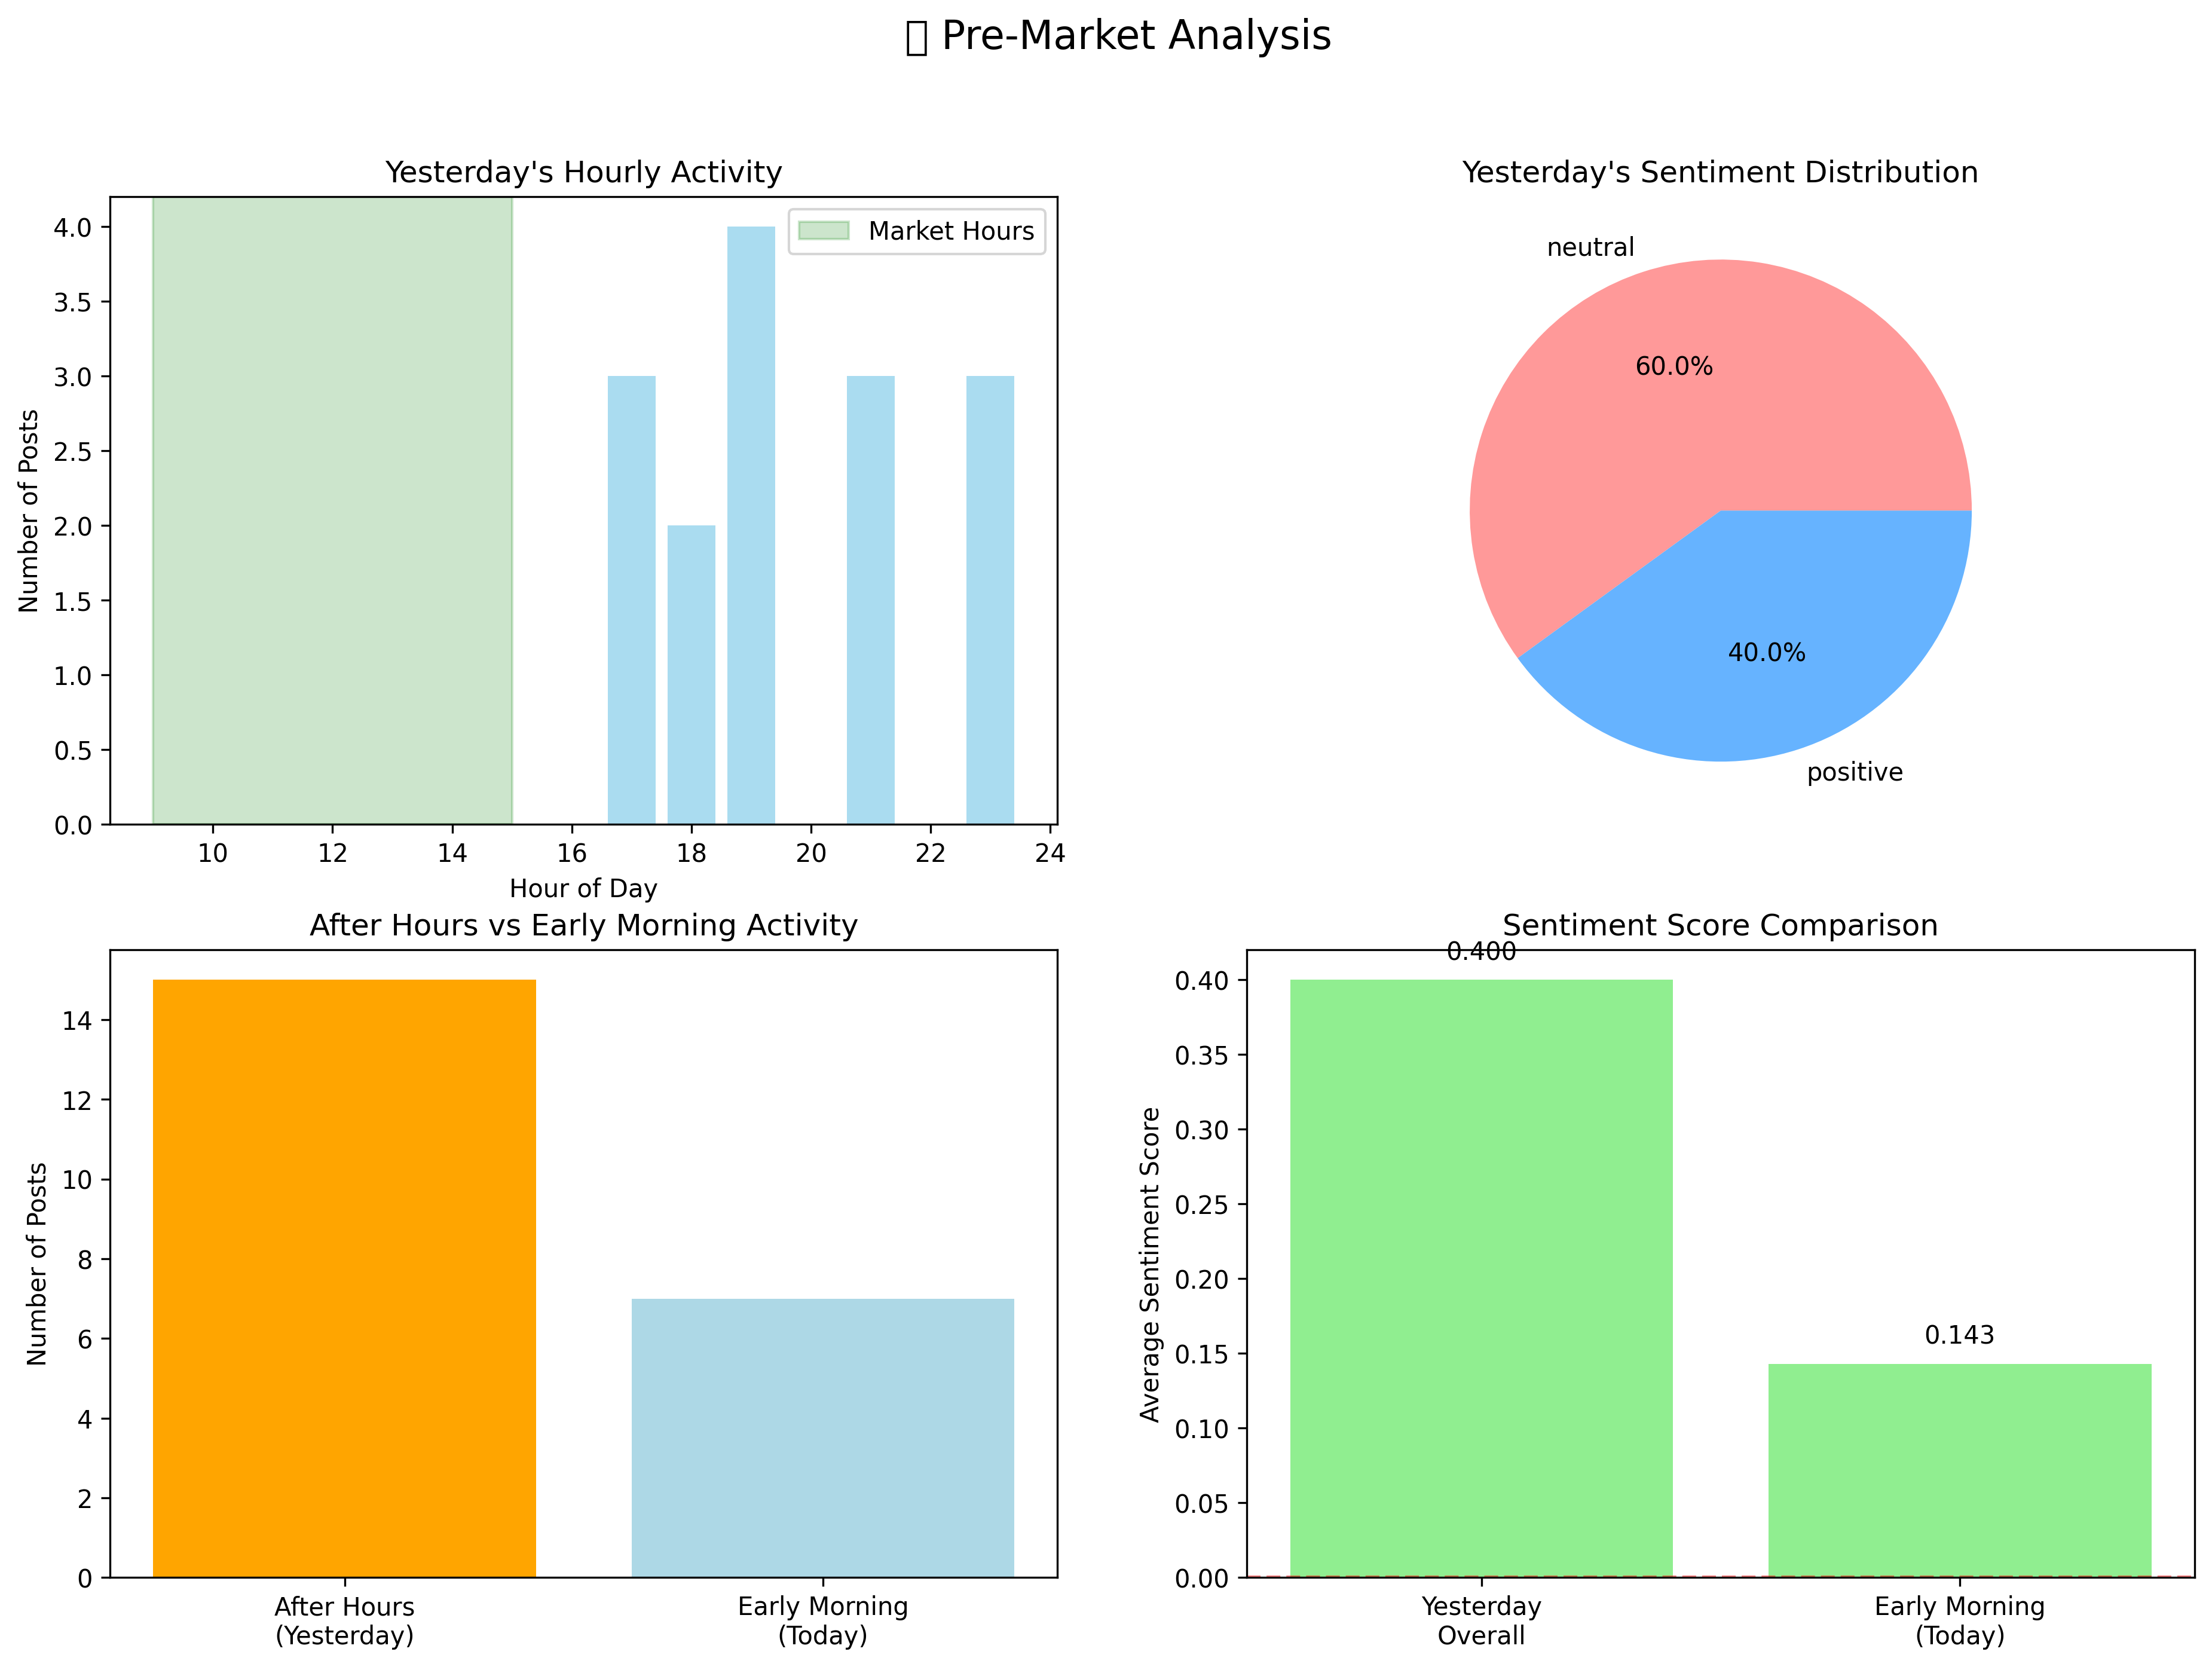 Pre-Market Analysis
Yesterday's Hourly Activity
Number of Posts
4.0
3.5
3.0
2.5
2.0
1.5
1.0
0.5
0.0
Market Hours
10 12 14 16 18 20 22 24
Hour of Day
Yesterday's Sentiment Distribution
neutral
60.0%
40.0%
positive
After Hours vs Early Morning Activity
Number of Posts
14
12
10
8
6
4
2
0
After Hours
(Yesterday)
Early Morning
(Today)
Sentiment Score Comparison
Average Sentiment Score
0.400
0.40
0.35
0.30
0.25
0.20
0.143
0.15
0.10
0.05
0.00
Yesterday
Overall
Early Morning
(Today)